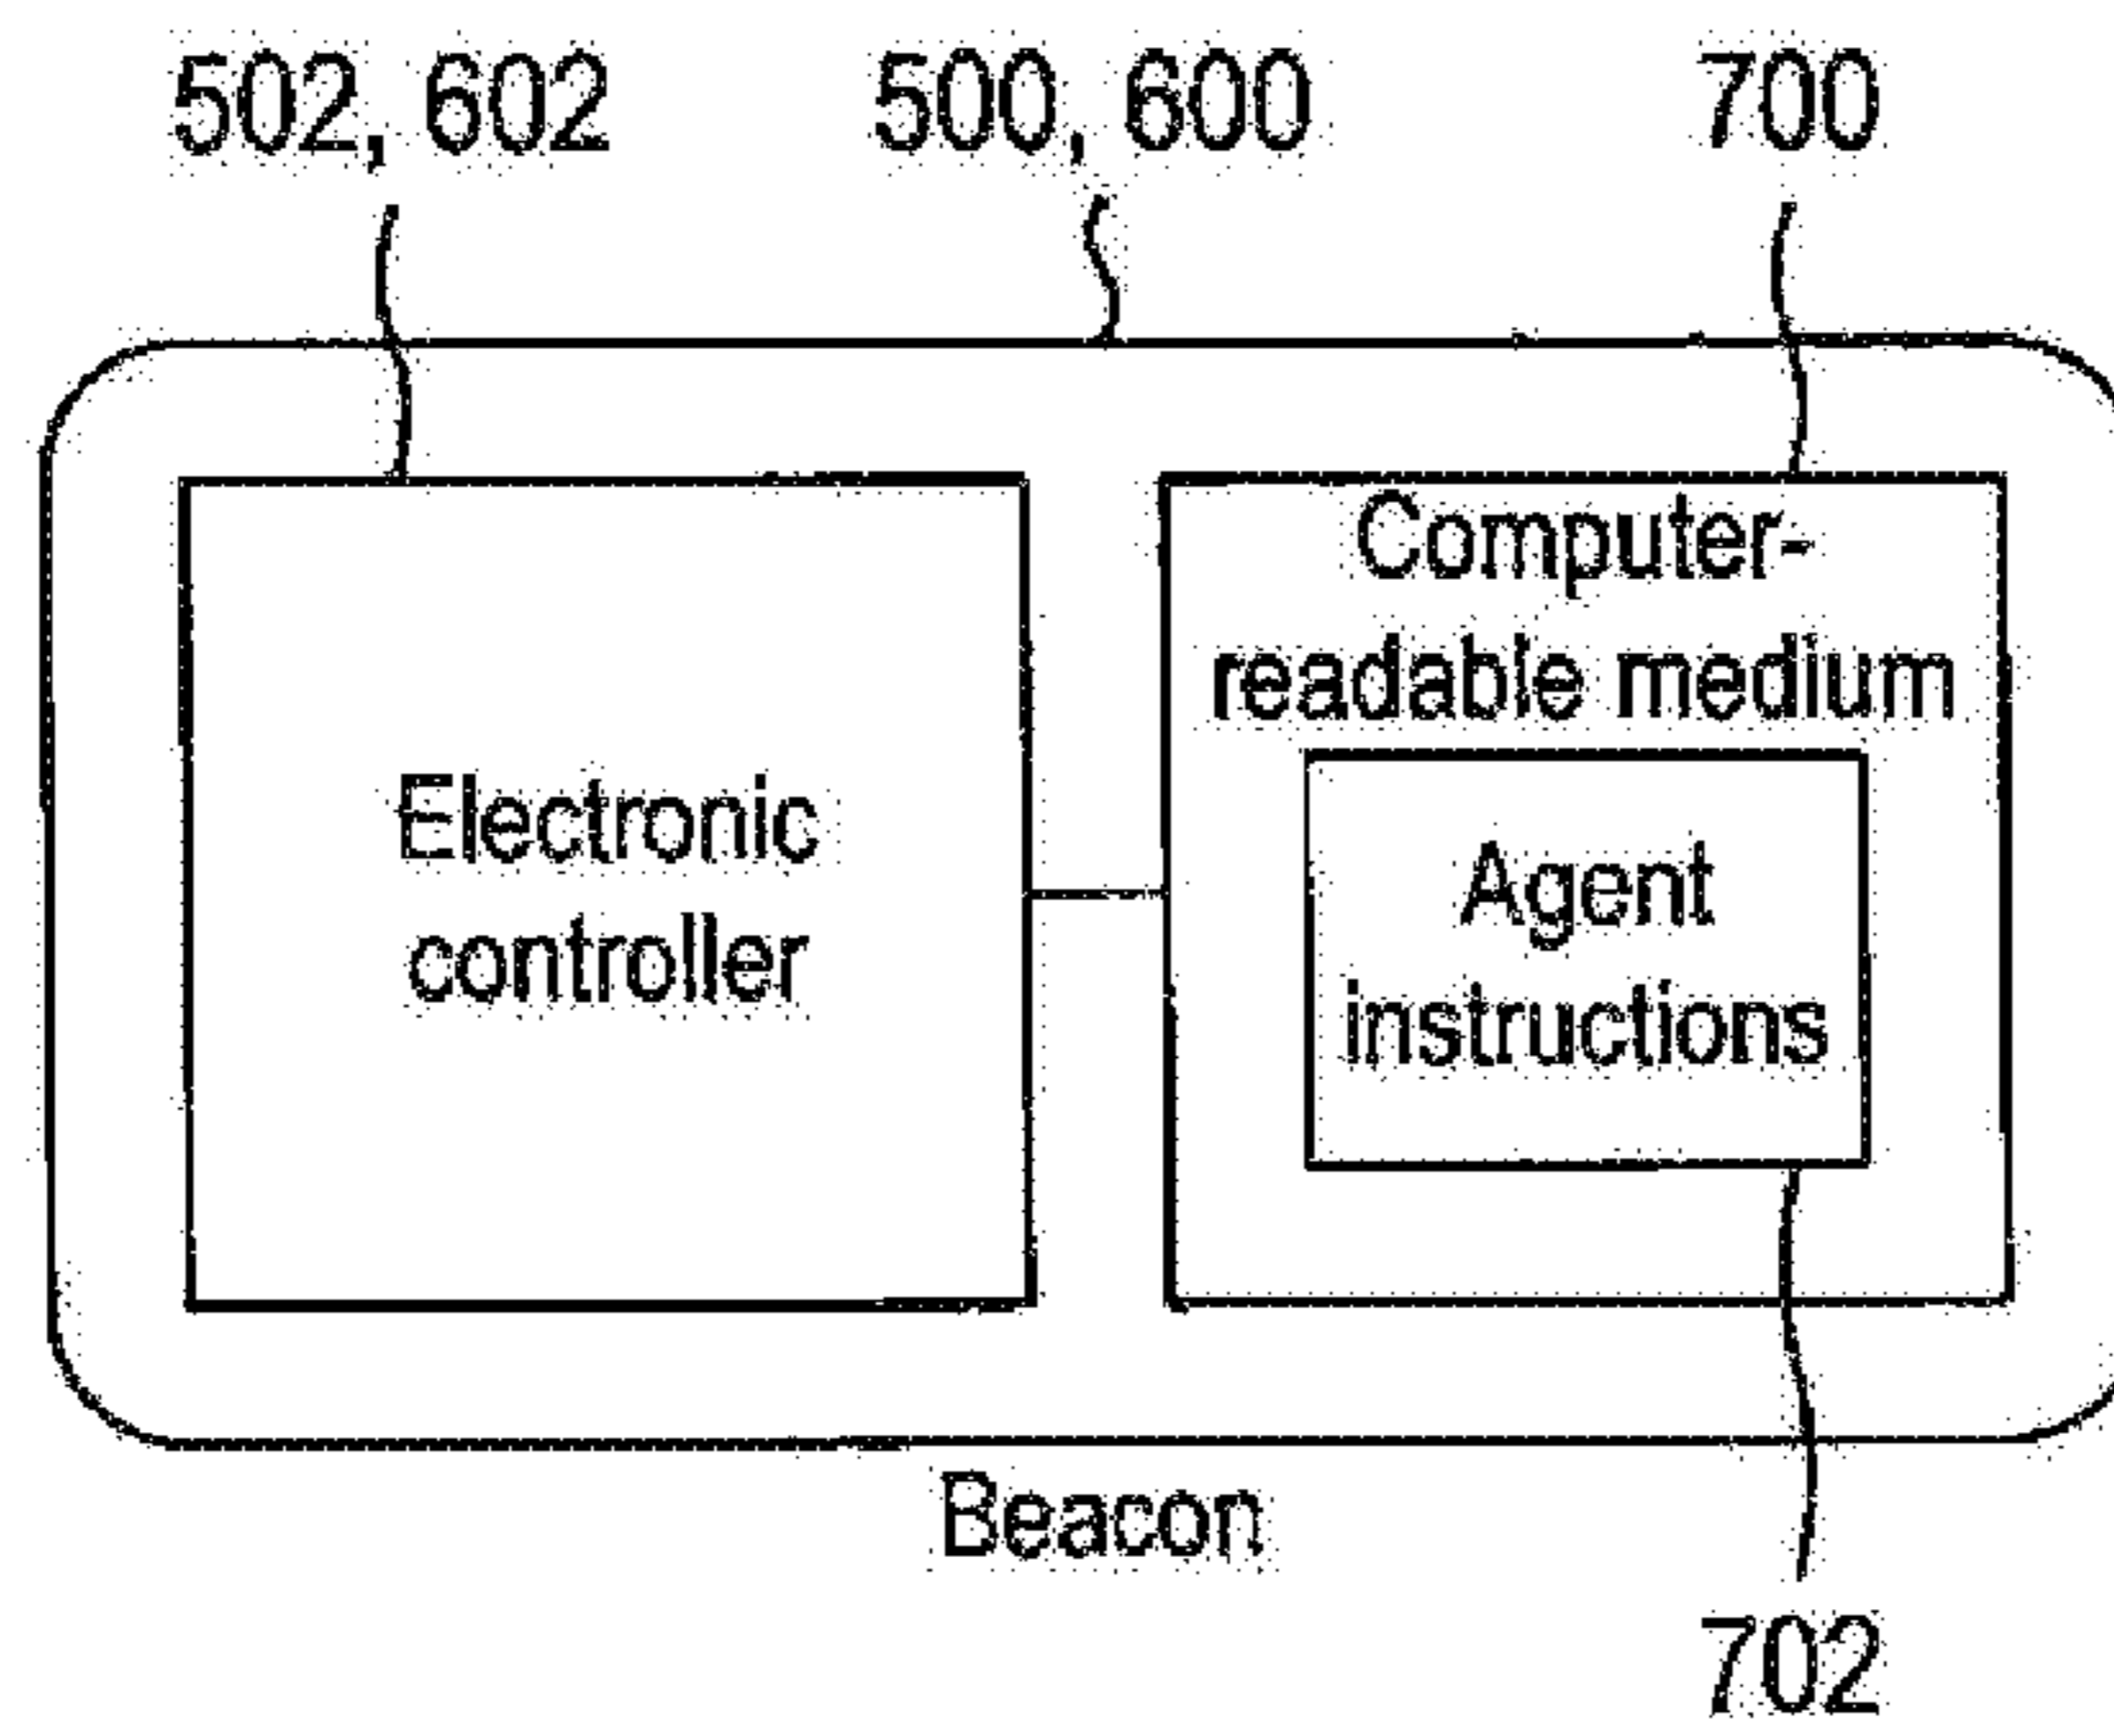 502, 602
500, 600
700
Electronic
controller
Computer-
readable medium
Agent
instructions
Beacon
702